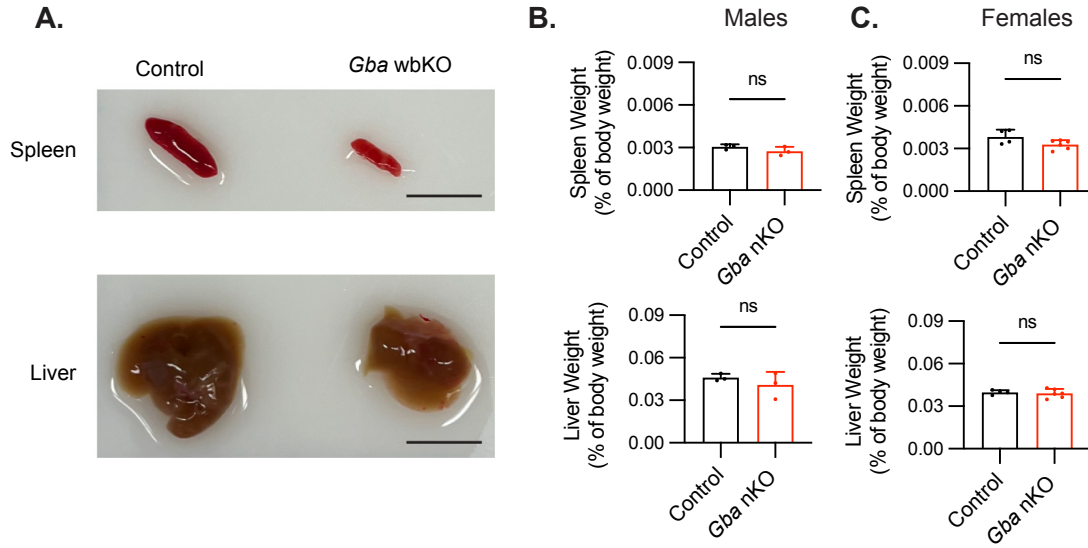 A.
Control
Gba wbKO
Spleen
Liver
B.
Males
Spleen Weight
(% of body weight)
0.009
0.006
0.003
0.000
ns
Control
Gba nKO
Liver Weight
(% of body weight)
0.09
0.06
0.03
0.00
ns
Control
Gba nKO
C.
Females
Spleen Weight
(% of body weight)
0.009
0.006
0.003
0.000
ns
Control
Gba nKO
Liver Weight
(% of body weight)
0.09
0.06
0.03
0.00
ns
Control
Gba nKO